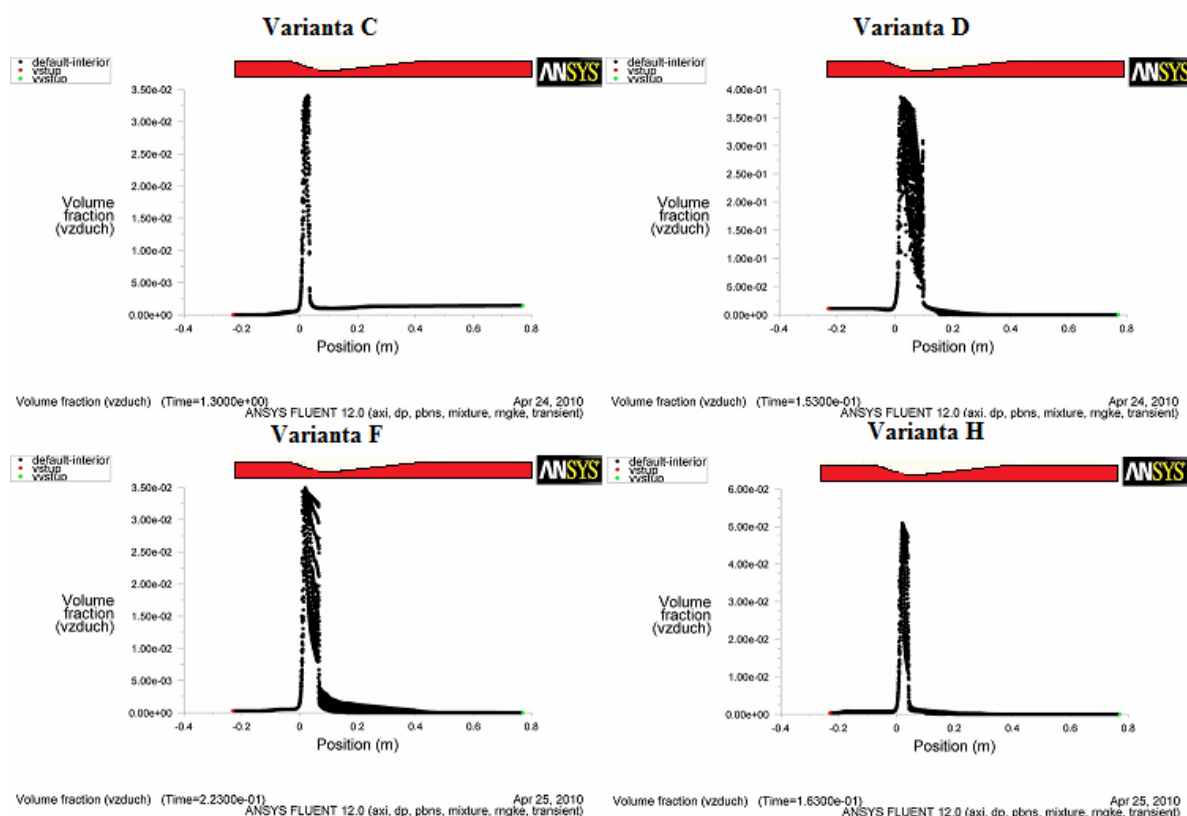 Varianta C
default-interior
vstup
vystup
ANSYS
3.50e-02
3.00e-02
2.50e-02
2.00e-02
1.50e-02
1.00e-02
5.00e-03
0.00e+00
Volume
fraction
(vzduch)
-0.4 -0.2 0 0.2 0.4 0.6 0.8
Position (m)
Volume fraction (vzduch) (Time=1.3000e+00) Apr 24, 2010
ANSYS FLUENT 12.0 (axi, dp, pbns, mixture, rngke, transient)
Varianta D
default-interior
vstup
vystup
ANSYS
4.00e-01
3.50e-01
3.00e-01
2.50e-01
2.00e-01
1.50e-01
1.00e-01
5.00e-02
0.00e+00
Volume
fraction
(vzduch)
-0.4 -0.2 0 0.2 0.4 0.6 0.8
Position (m)
Volume fraction (vzduch) (Time=1.5300e-01) Apr 24, 2010
ANSYS FLUENT 12.0 (axi, dp, pbns, mixture, rngke, transient)
Varianta F
default-interior
vstup
vystup
ANSYS
3.50e-02
3.00e-02
2.50e-02
2.00e-02
1.50e-02
1.00e-02
5.00e-03
0.00e+00
Volume
fraction
(vzduch)
-0.4 -0.2 0 0.2 0.4 0.6 0.8
Position (m)
Volume fraction (vzduch) (Time=2.2300e-01) Apr 25, 2010
ANSYS FLUENT 12.0 (axi, dp, pbns, mixture, rngke, transient)
Varianta H
default-interior
vstup
vystup
ANSYS
6.00e-02
5.00e-02
4.00e-02
3.00e-02
2.00e-02
1.00e-02
0.00e+00
Volume
fraction
(vzduch)
-0.4 -0.2 0 0.2 0.4 0.6 0.8
Position (m)
Volume fraction (vzduch) (Time=1.6300e-01) Apr 25, 2010
ANSYS FLUENT 12.0 (axi, dp, pbns, mixture, rngke, transient)